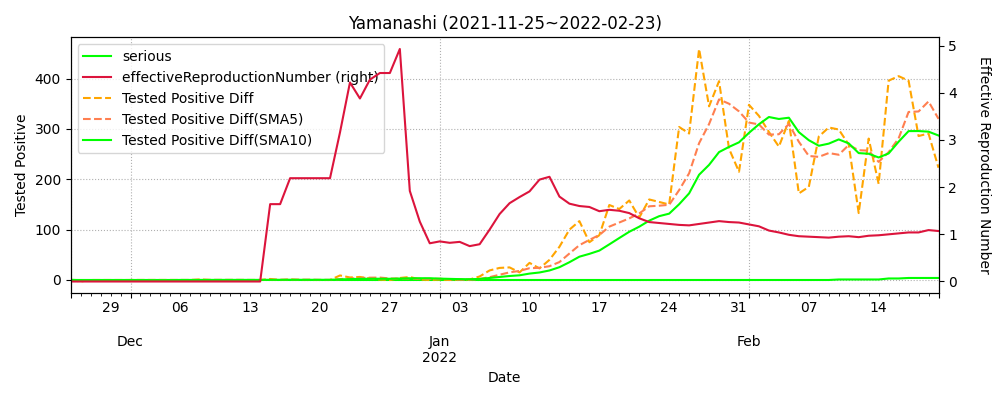 Yamanashi (2021-11-25~2022-02-23)
serious
effectiveReproductionNumber (right)
Tested Positive Diff
Tested Positive Diff(SMA5)
Tested Positive Diff(SMA10)
Tested Positive
400
300
200
100
0
5
4
3
2
1
0
Effective Reproduction Number
29 06 13 20 27 03 10 17 24 31 07 14
Dec Jan Feb
2022
Date